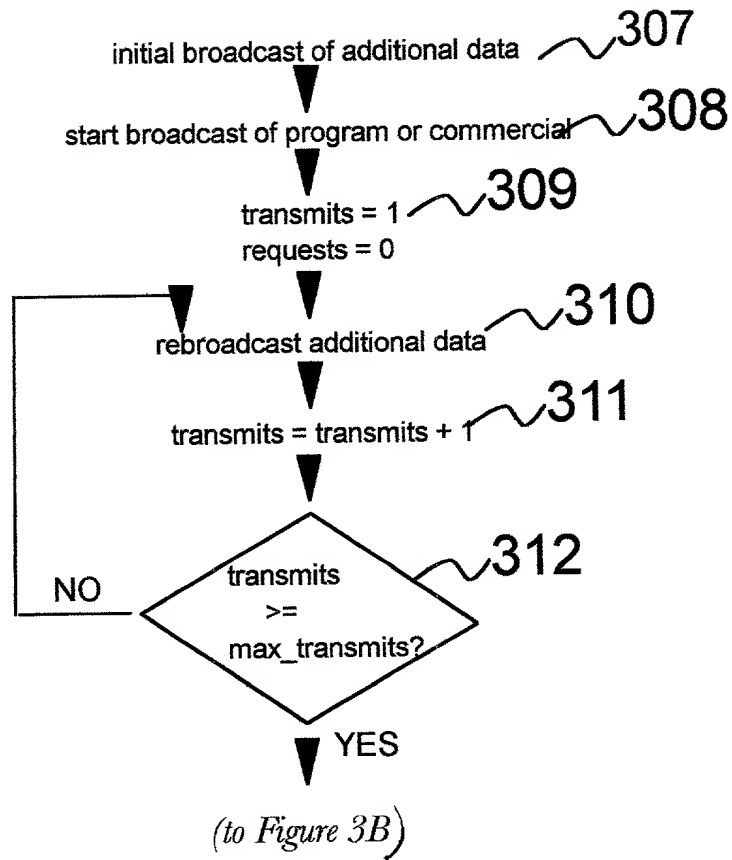 initial broadcast of additional data 307
start broadcast of program or commercial 308
transmits = 1 309
requests = 0
rebroadcast additional data 310
transmits = transmits + 1 311
transmits 312
>=
max_transmits?
NO
YES
(to Figure 3B)